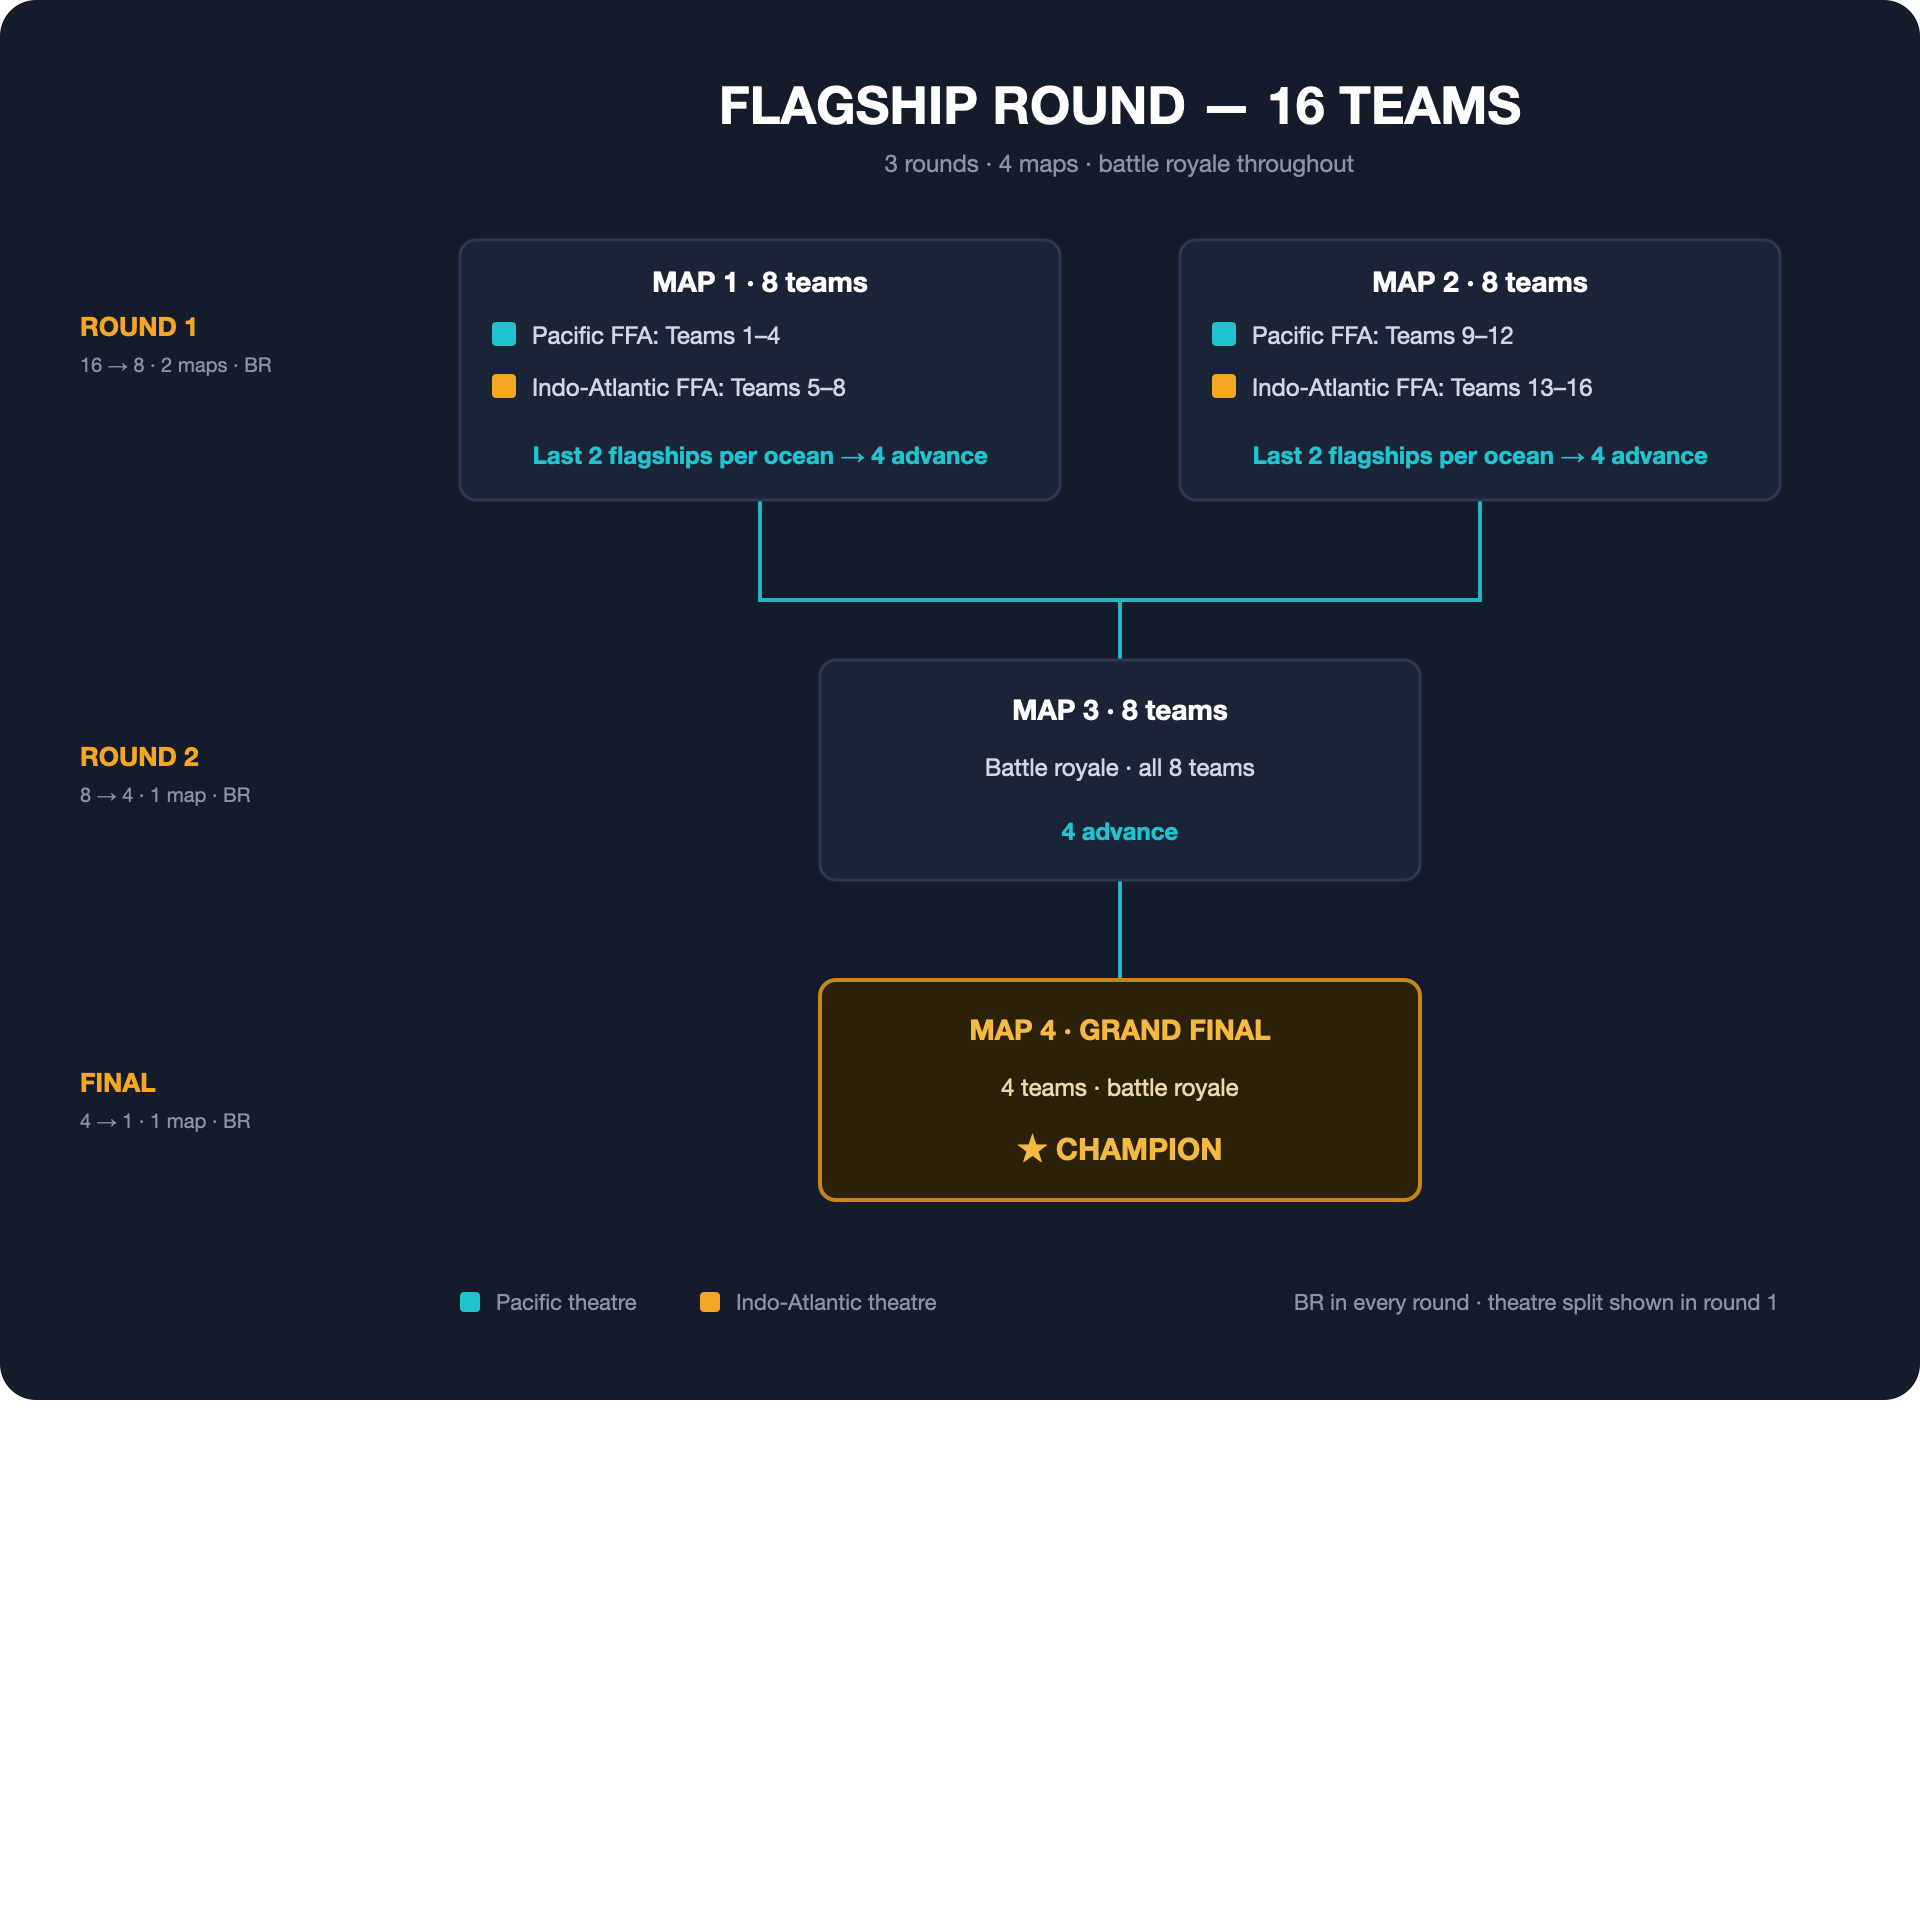 FLAGSHIP ROUND — 16 TEAMS
3 rounds · 4 maps · battle royale throughout
ROUND 1
16 → 8 · 2 maps · BR
MAP 1 · 8 teams
Pacific FFA: Teams 1–4
Indo-Atlantic FFA: Teams 5–8
Last 2 flagships per ocean → 4 advance
MAP 2 · 8 teams
Pacific FFA: Teams 9–12
Indo-Atlantic FFA: Teams 13–16
Last 2 flagships per ocean → 4 advance
ROUND 2
8 → 4 · 1 map · BR
MAP 3 · 8 teams
Battle royale · all 8 teams
4 advance
FINAL
4 → 1 · 1 map · BR
MAP 4 · GRAND FINAL
4 teams · battle royale
★ CHAMPION
Pacific theatre
Indo-Atlantic theatre
BR in every round · theatre split shown in round 1